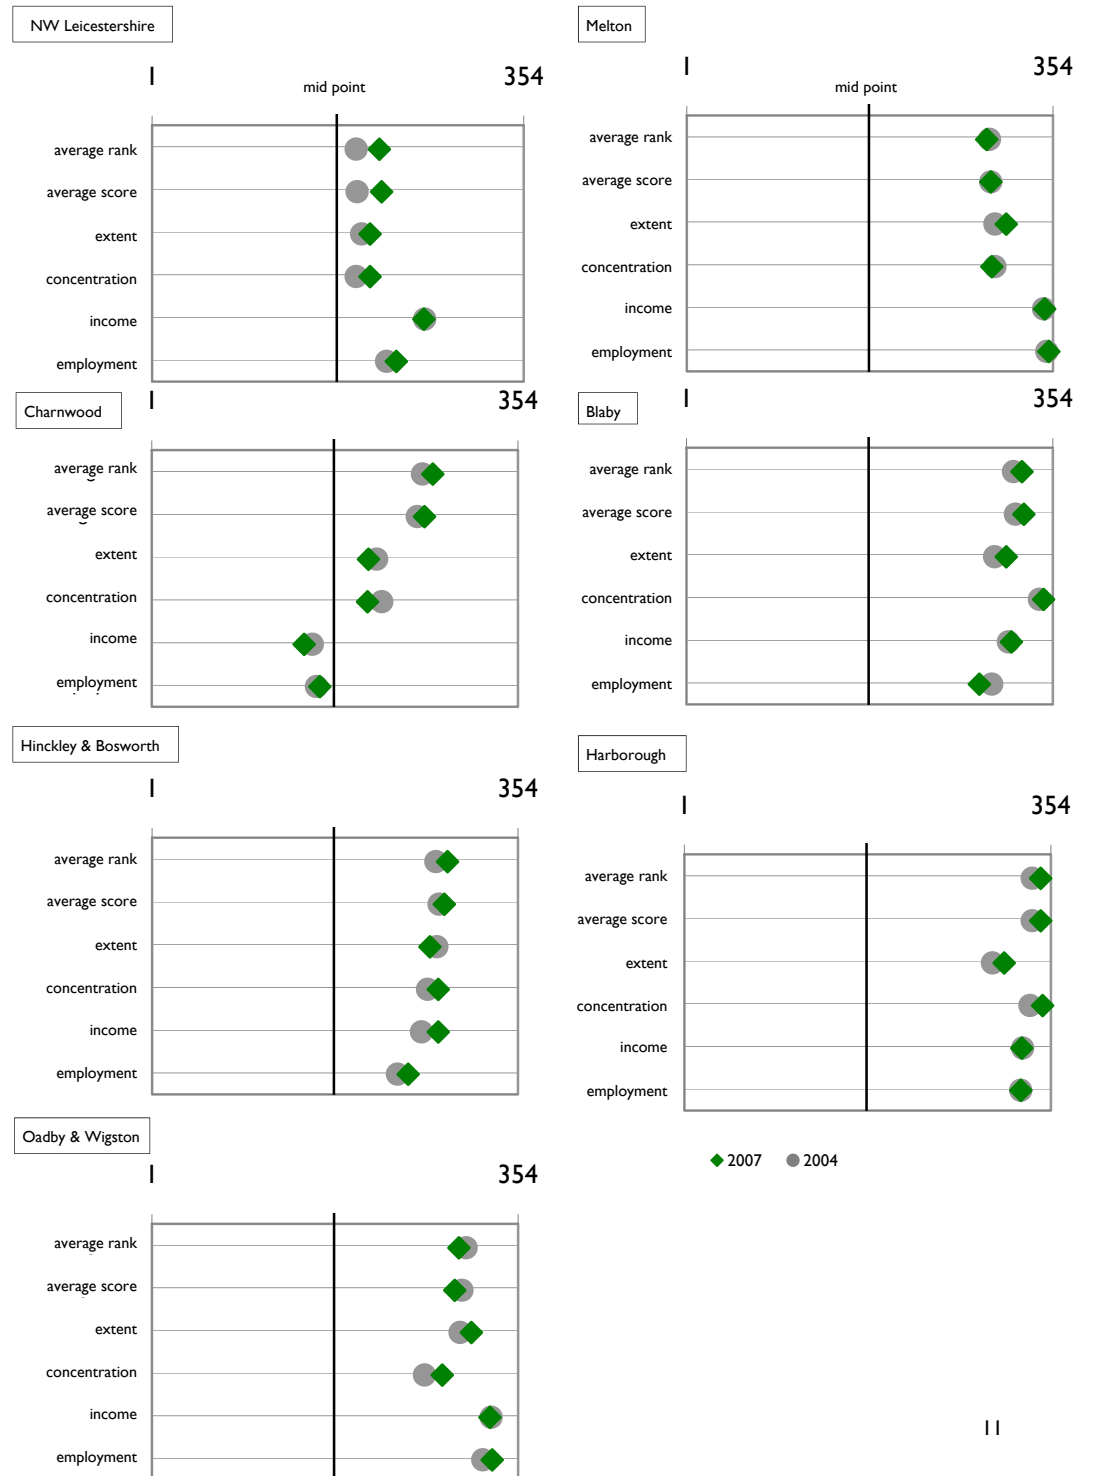 NW Leicestershire
1 354
mid point
average rank
average score
extent
concentration
income
employment
Melton
1 354
mid point
average rank
average score
extent
concentration
income
employment
Charnwood
1 354
average rank
average score
extent
concentration
income
employment
Blaby
1 354
average rank
average score
extent
concentration
income
employment
Hinckley & Bosworth
1 354
average rank
average score
extent
concentration
income
employment
Harborough
1 354
average rank
average score
extent
concentration
income
employment
2007 2004
Oadby & Wigston
1 354
average rank
average score
extent
concentration
income
employment
11